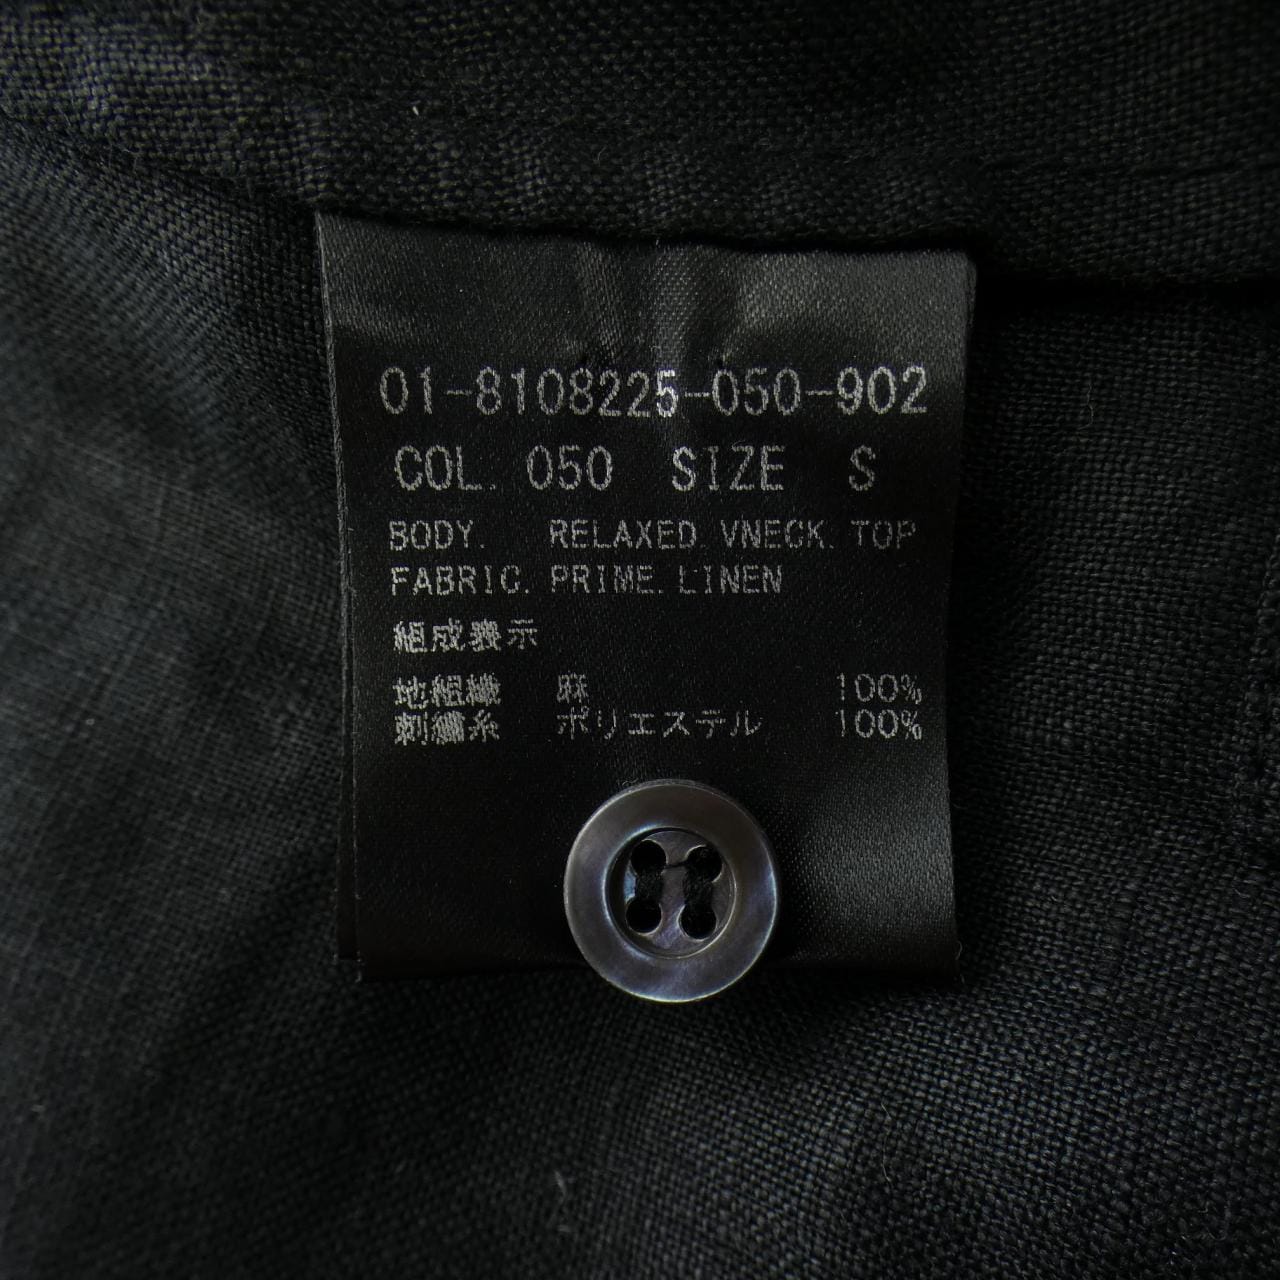 01-8108225-050-902
COL. 050 SIZE S
BODY. RELAXED.VNECK.TOP
FABRIC.PRIME.LINEN
組成表示
地組織 麻 100%
刺繍糸 ポリエステル 100%